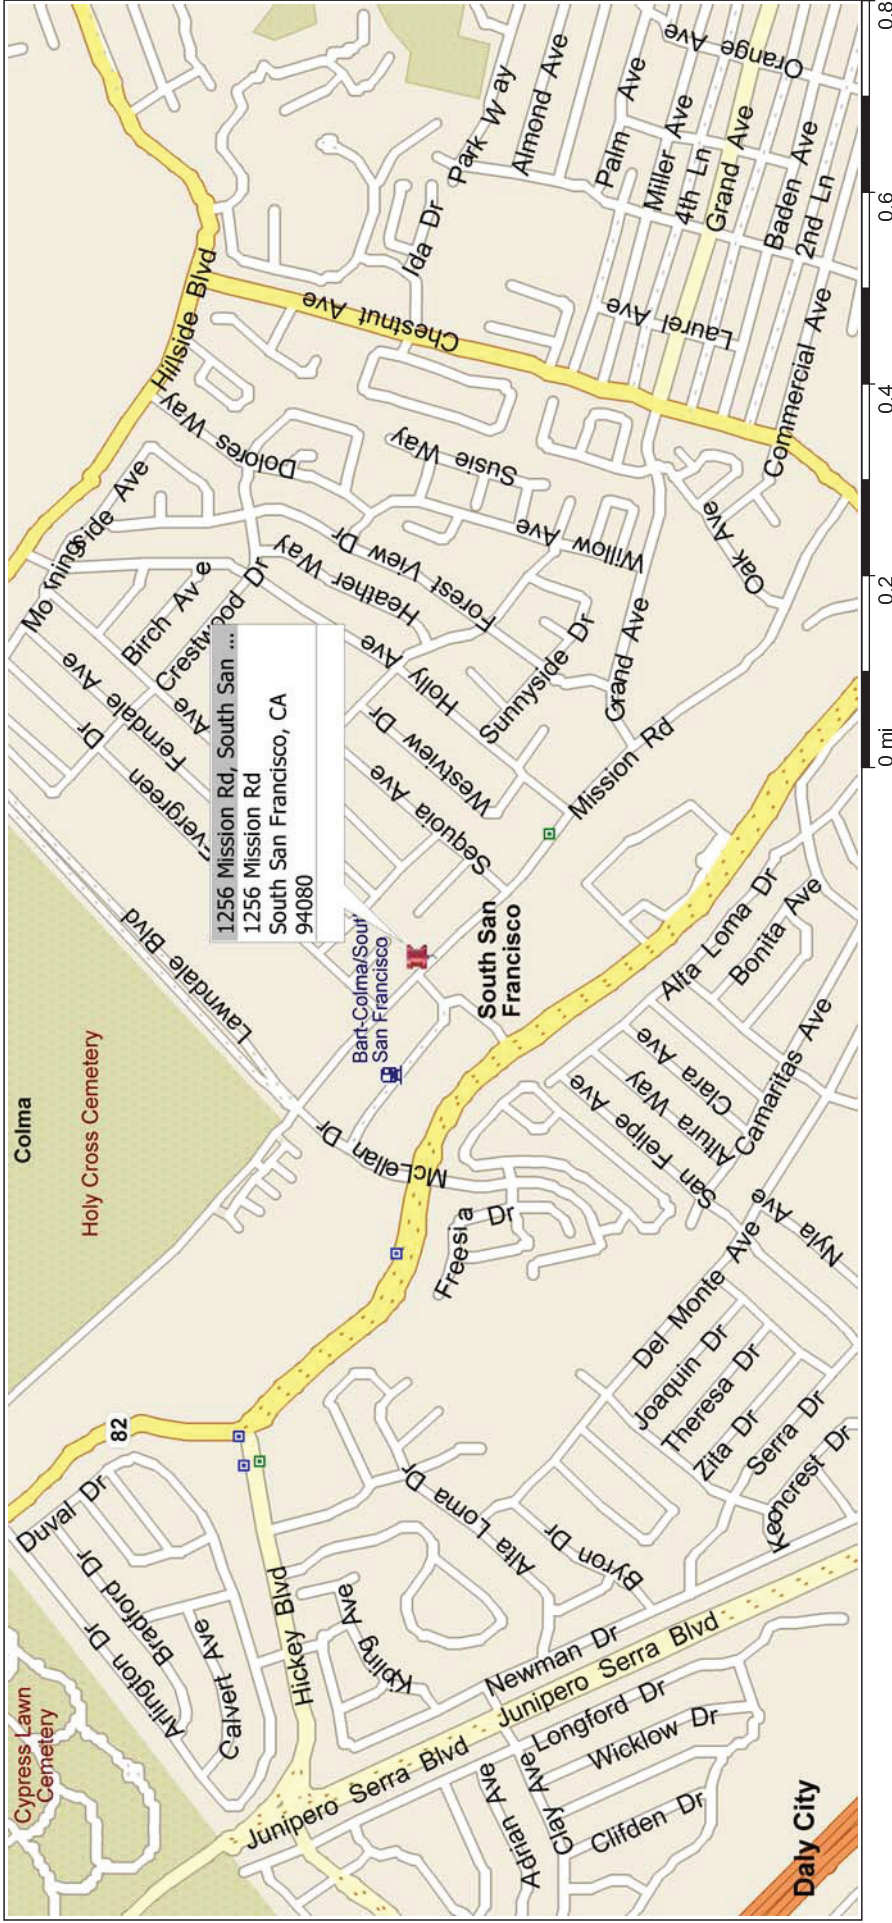 Cypress Lawn
Cemetery
Colma
Holy Cross Cemetery
Duval Dr
82
Arlington Dr
Bradford Dr
Calvert Ave
Hickey Blvd
Kipling Ave
Junipero Serra Blvd
Junipero Serra Blvd
Newman Dr
Adrian Ave
Clay Ave
Longford Dr
Wicklow Dr
Clifden Dr
Daly City
Alta Loma Dr
Byron Dr
Del Monte Ave
Joaquin Dr
Theresa Dr
Zita Dr
Serra Dr
Keoncrest Dr
Nyla Ave
Freesia Dr
McLellan Dr
Lawndale Blvd
Bart-Colma/Sout
San Francisco
South San
Francisco
San Felipe Ave
Altura Way
Clara Ave
Camaritas Ave
Alta Loma Dr
Bonita Ave
1256 Mission Rd, South San ...
1256 Mission Rd
South San Francisco, CA
94080
Evergreen Dr
Ferndale Ave
Ave
Morningside Ave
Birch Ave
Crestwood Dr
Sequoia Ave
Westview Dr
Holly Ave
Heather Way
Forest View Dr
Sunnyside Dr
Mission Rd
Grand Ave
Willow Ave
Susie Way
Dolores Way
Hillside Blvd
Chestnut Ave
Oak Ave
Commercial Ave
Laurel Ave
Ida Dr
Park Way
Almond Ave
Palm Ave
Miller Ave
4th Ln
Grand Ave
Baden Ave
2nd Ln
Orange Ave
0 mi
0.2
0.4
0.6
0.8